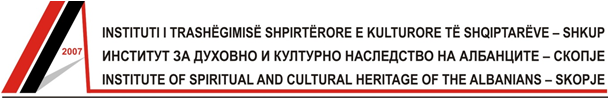 2007
INSTITUTI I TRASHËGIMISË SHPIRTËRORE E KULTURORE TË SHQIPTARËVE – SHKUP
ИНСТИТУТ ЗА ДУХОВНО И КУЛТУРНО НАСЛЕДСТВО НА АЛБАНЦИТЕ – СКОПЈЕ
INSTITUTE OF SPIRITUAL AND CULTURAL HERITAGE OF THE ALBANIANS – SKOPJE